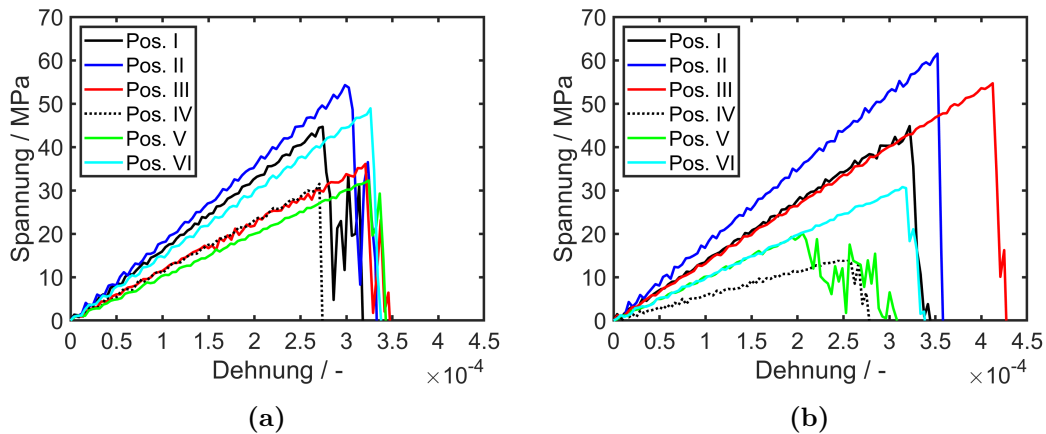 70
60
50
40
30
20
10
0
Spannung / MPa
Pos. I
Pos. II
Pos. III
Pos. IV
Pos. V
Pos. VI
0 0.5 1 1.5 2 2.5 3 3.5 4 4.5
Dehnung / -
×10⁻⁴
(a)
70
60
50
40
30
20
10
0
Spannung / MPa
Pos. I
Pos. II
Pos. III
Pos. IV
Pos. V
Pos. VI
0 0.5 1 1.5 2 2.5 3 3.5 4 4.5
Dehnung / -
×10⁻⁴
(b)